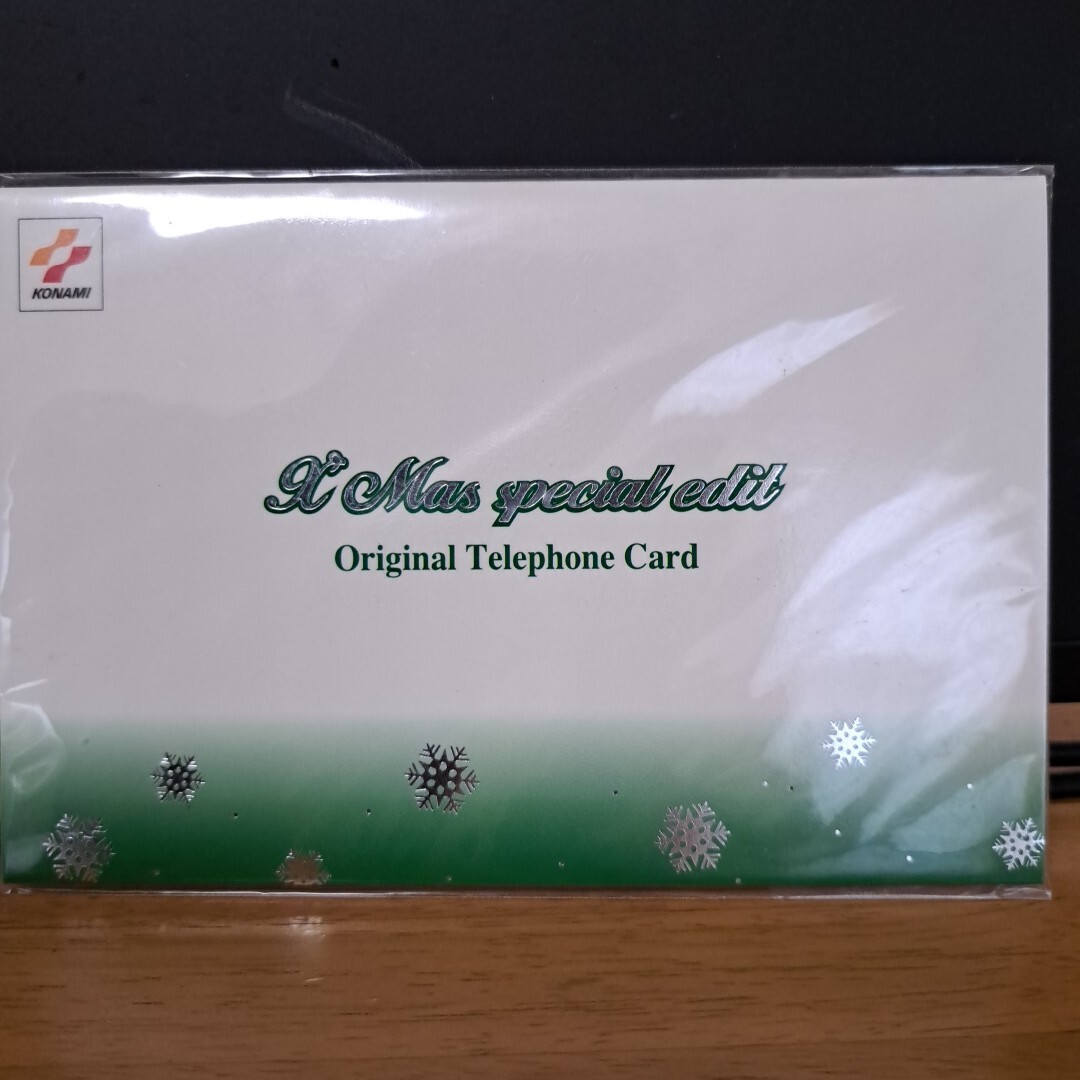 KONAMI
X'Mas special edit
Original Telephone Card